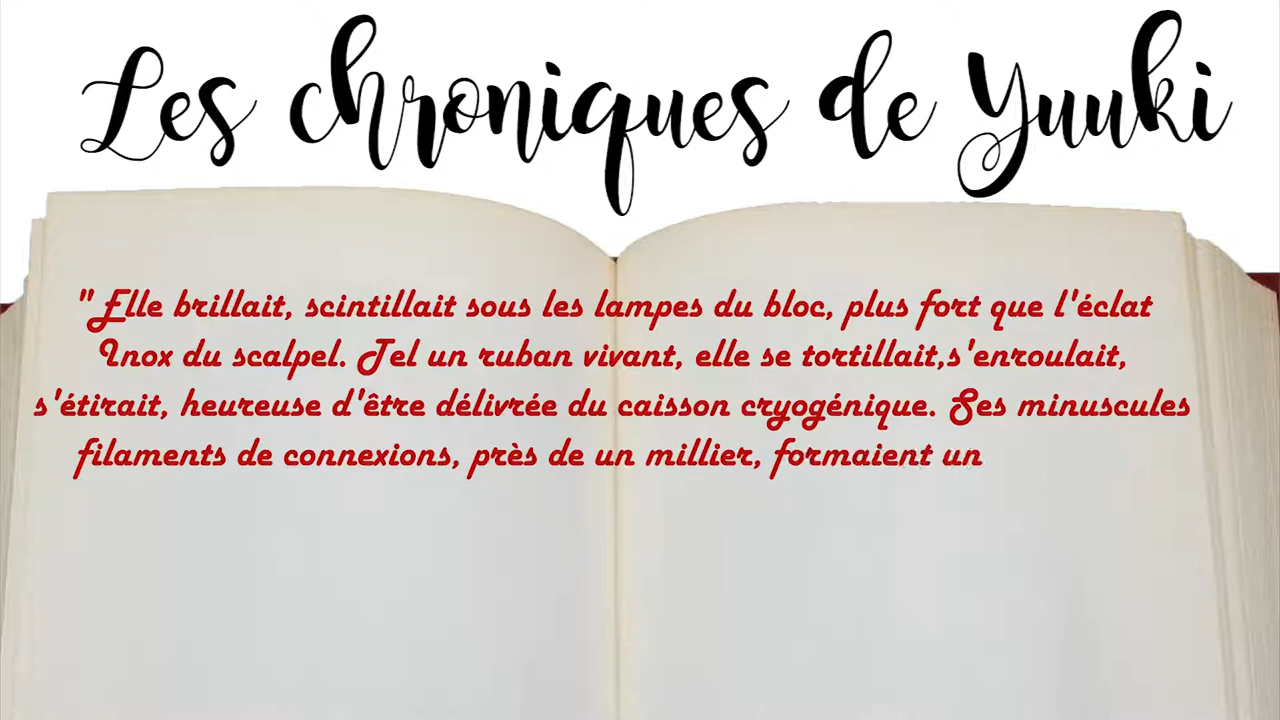 Les chroniques de Yuuki
" Elle brillait, scintillait sous les lampes du bloc, plus fort que l'éclat
Inox du scalpel. Tel un ruban vivant, elle se tortillait,s'enroulait,
s'étirait, heureuse d'être délivrée du caisson cryogénique. Ses minuscules
filaments de connexions, près de un millier, formaient un